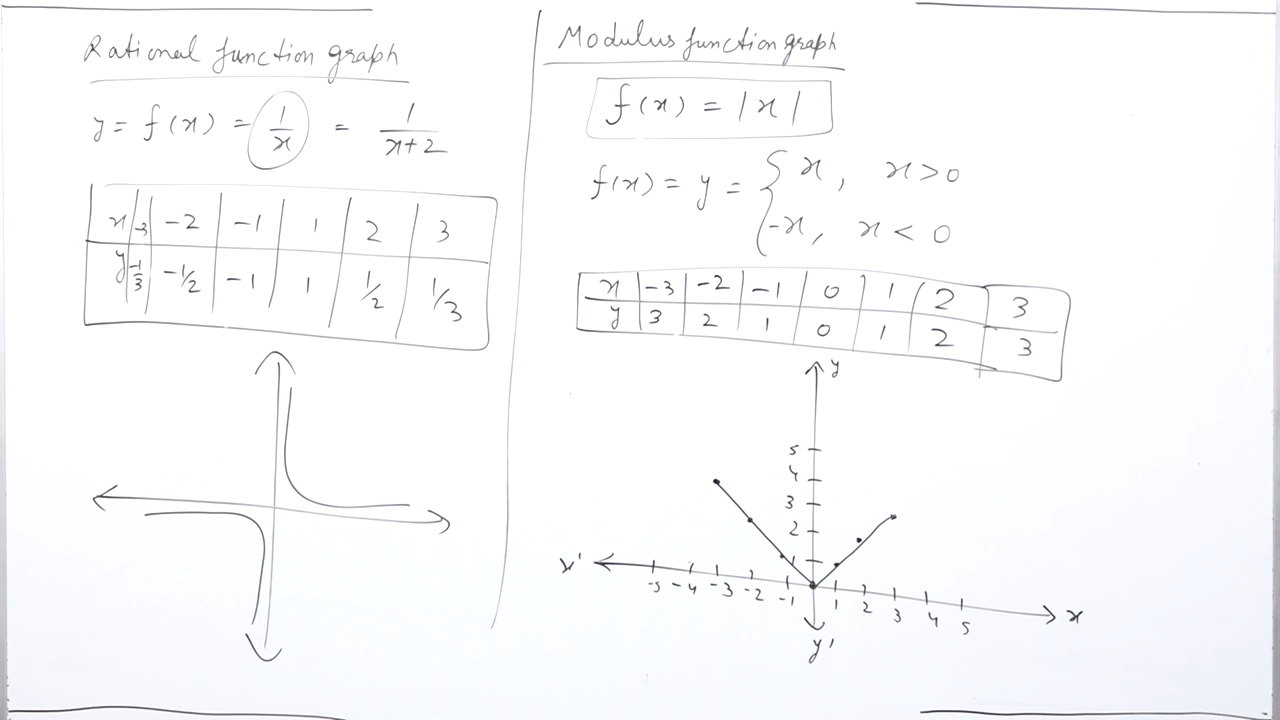 Rational function graph
y = f(x) = 1/x = 1/x+2
x -3 -2 -1 1 2 3
y -1/3 -1/2 -1 1 1/2 1/3
Modulus function graph
f(x) = |x|
f(x) = y = { x, x>0
-x, x < 0
x -3 -2 -1 0 1 2 3
y 3 2 1 0 1 2 3
y
5
4
3
2
1
x' -5 -4 -3 -2 -1 1 2 3 4 5 x
y'